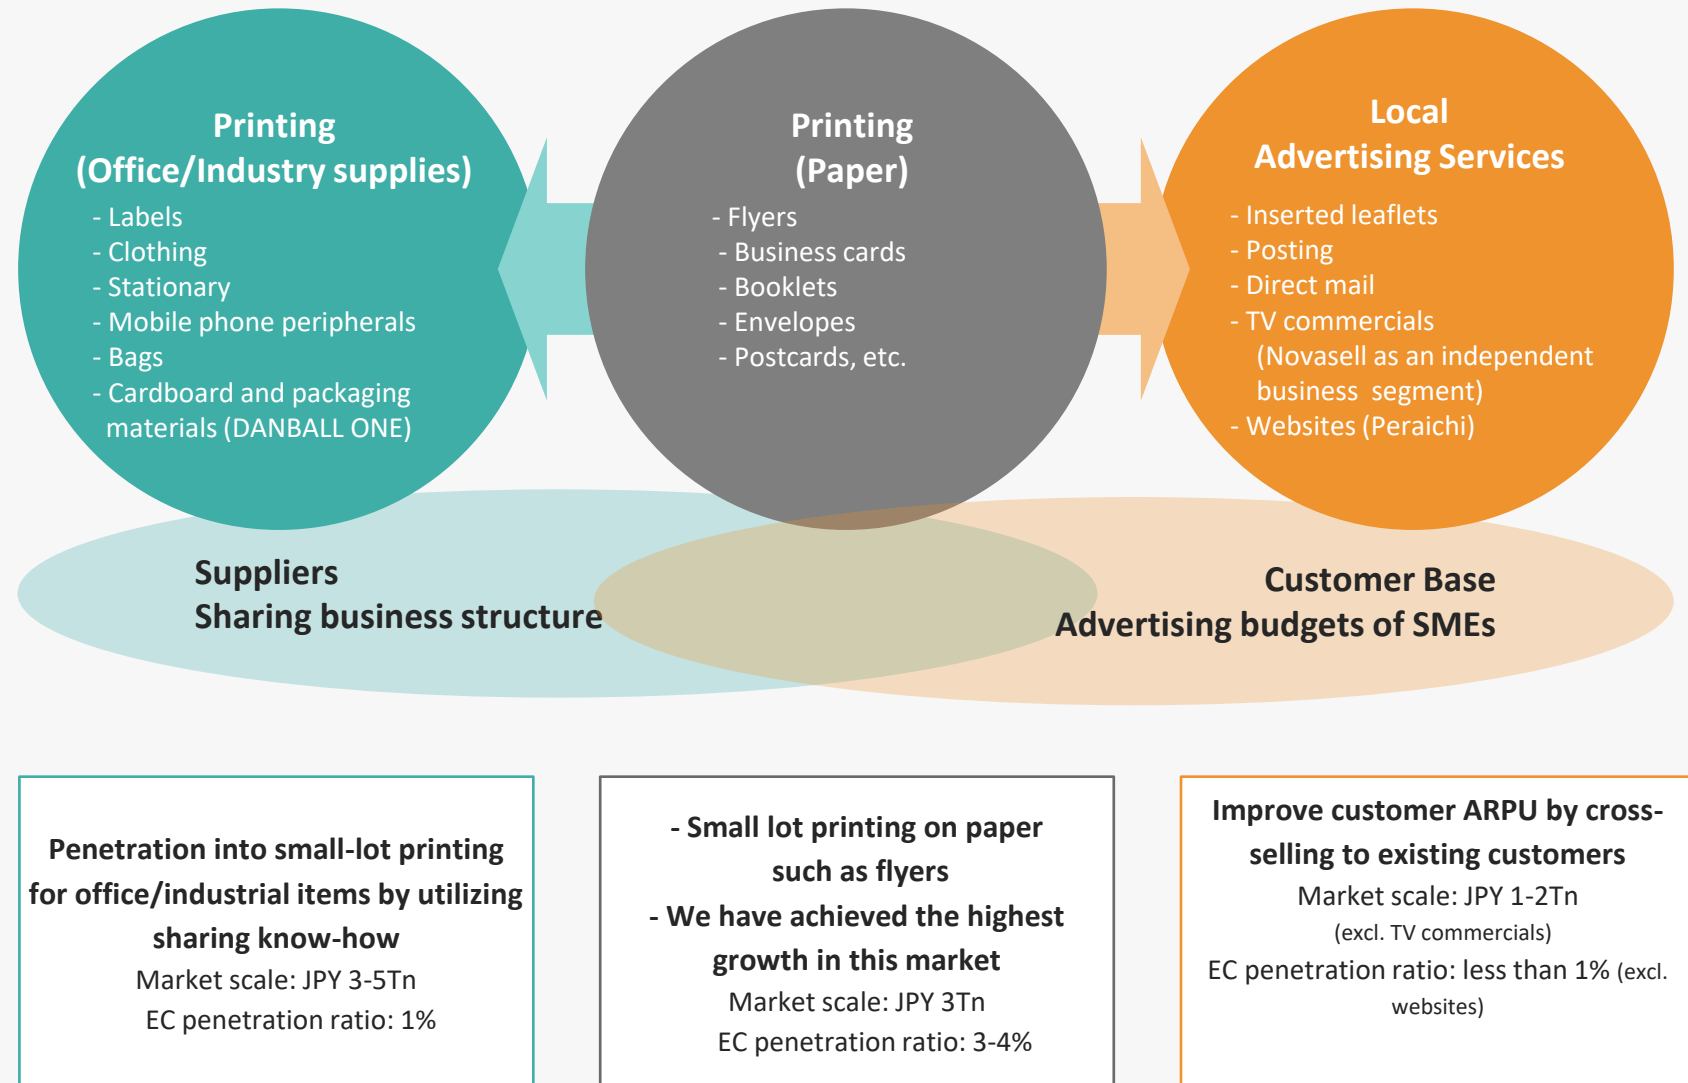 Printing
(Office/Industry supplies)
- Labels
- Clothing
- Stationary
- Mobile phone peripherals
- Bags
- Cardboard and packaging
materials (DANBALL ONE)
Printing
(Paper)
- Flyers
- Business cards
- Booklets
- Envelopes
- Postcards, etc.
Local
Advertising Services
- Inserted leaflets
- Posting
- Direct mail
- TV commercials
(Novasell as an independent
business segment)
- Websites (Peraichi)
Suppliers
Sharing business structure
Customer Base
Advertising budgets of SMEs
Penetration into small-lot printing
for office/industrial items by utilizing
sharing know-how
Market scale: JPY 3-5Tn
EC penetration ratio: 1%
- Small lot printing on paper
such as flyers
- We have achieved the highest
growth in this market
Market scale: JPY 3Tn
EC penetration ratio: 3-4%
Improve customer ARPU by cross-
selling to existing customers
Market scale: JPY 1-2Tn
(excl. TV commercials)
EC penetration ratio: less than 1% (excl.
websites)